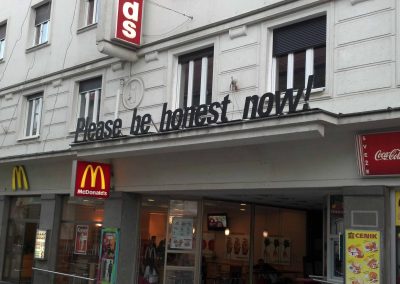 ds
Please be honest now!
McDonald's
Coca-Cola
CENIK